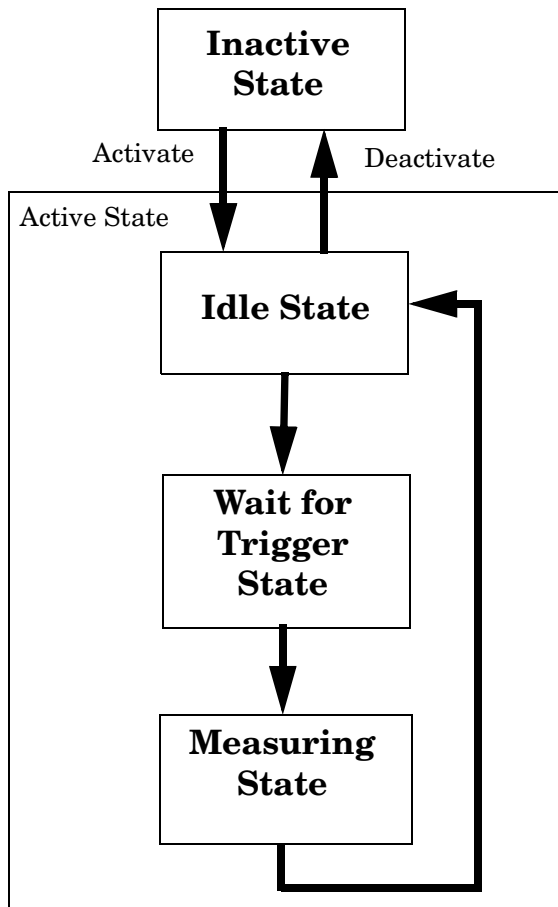 Inactive
State
Activate
Deactivate
Active State
Idle State
Wait for
Trigger
State
Measuring
State